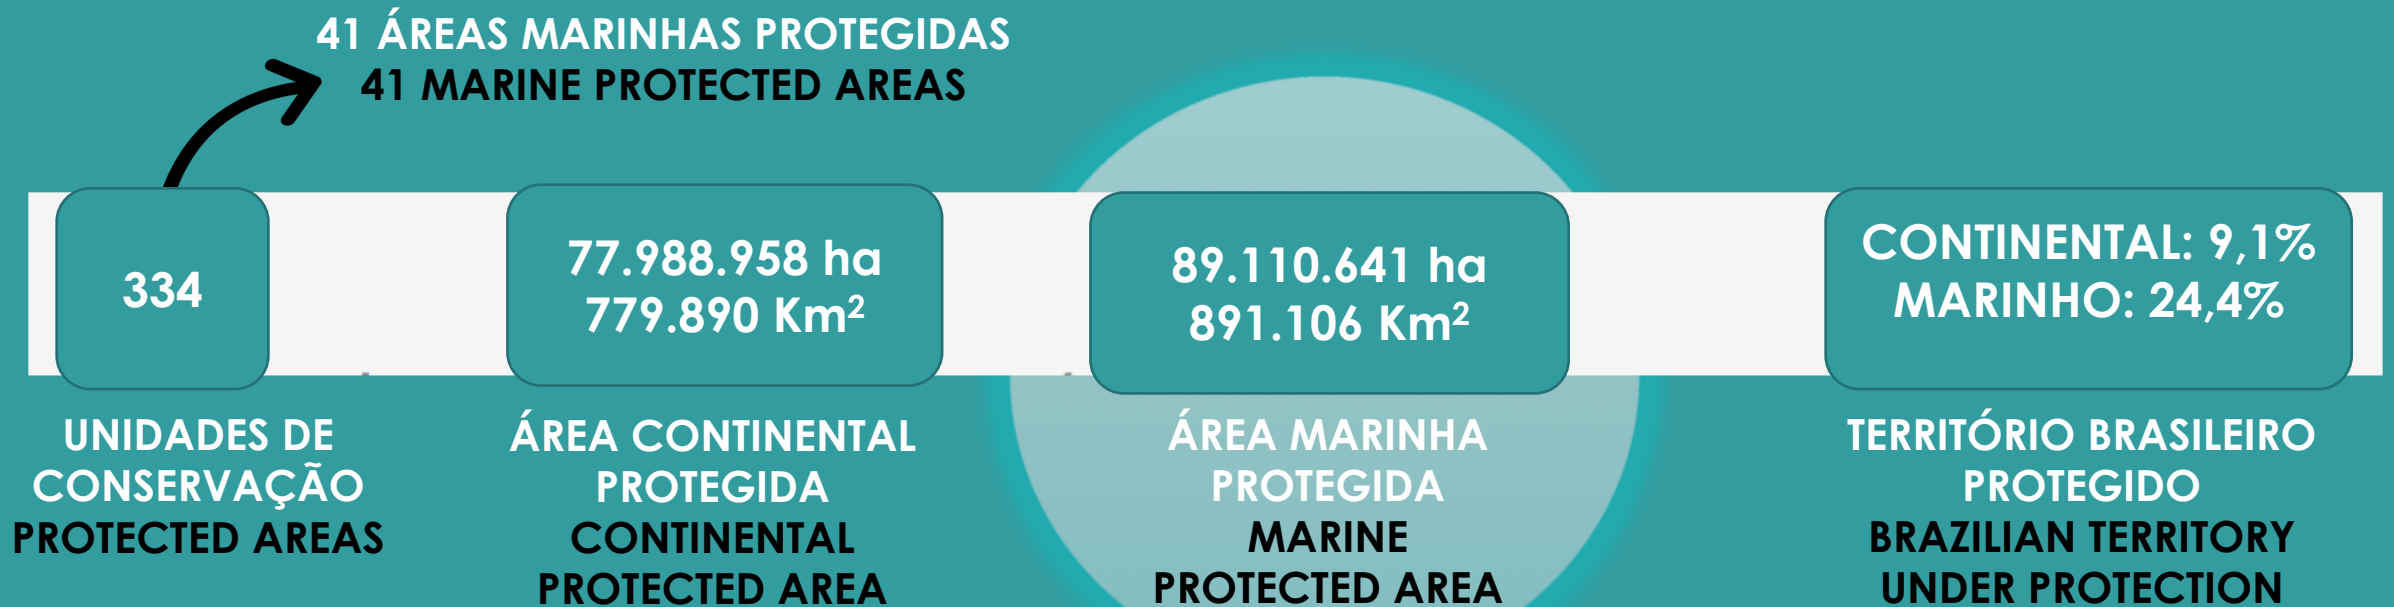 41 ÁREAS MARINHAS PROTEGIDAS
41 MARINE PROTECTED AREAS
334
UNIDADES DE
CONSERVAÇÃO
PROTECTED AREAS
77.988.958 ha
779.890 Km²
ÁREA CONTINENTAL
PROTEGIDA
CONTINENTAL
PROTECTED AREA
89.110.641 ha
891.106 Km²
ÁREA MARINHA
PROTEGIDA
MARINE
PROTECTED AREA
CONTINENTAL: 9,1%
MARINHO: 24,4%
TERRITÓRIO BRASILEIRO
PROTEGIDO
BRAZILIAN TERRITORY
UNDER PROTECTION